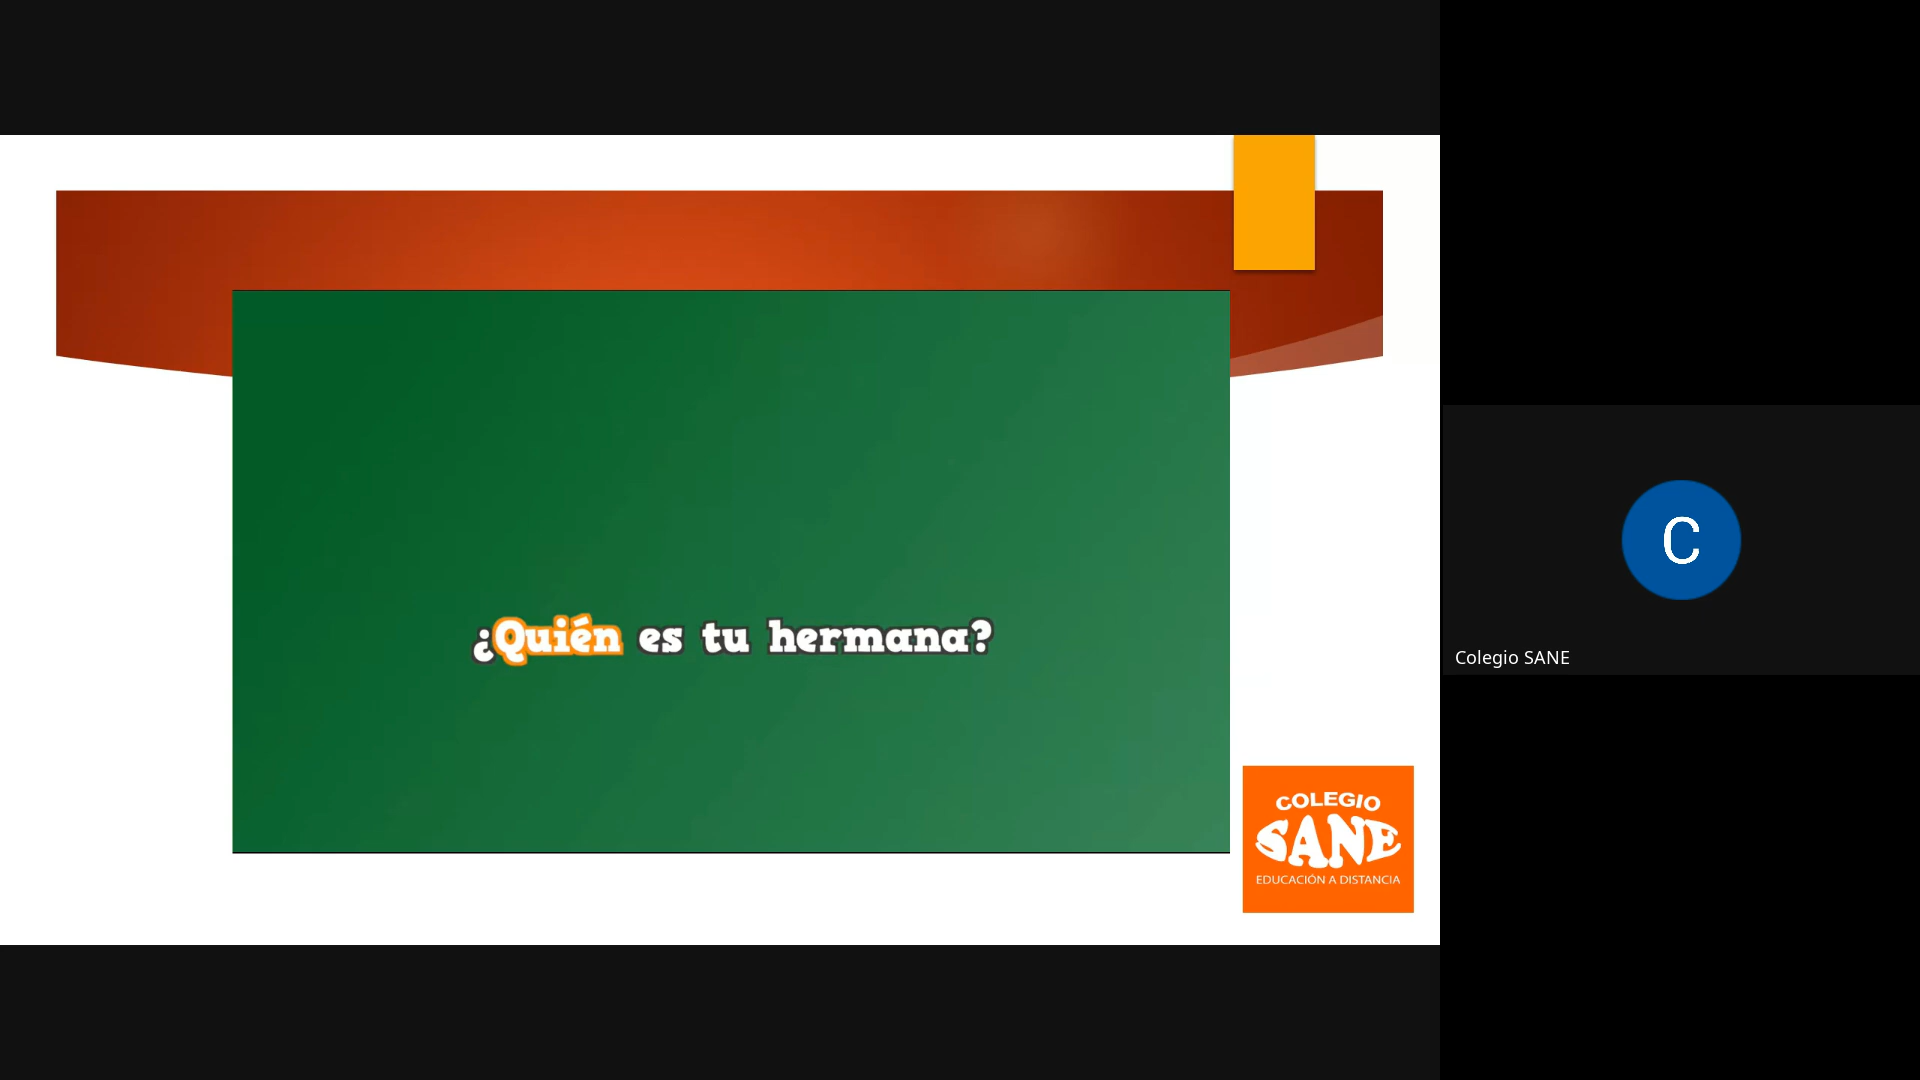 ¿Quién es tu hermana?
C
Colegio SANE
COLEGIO
SANE
EDUCACIÓN A DISTANCIA